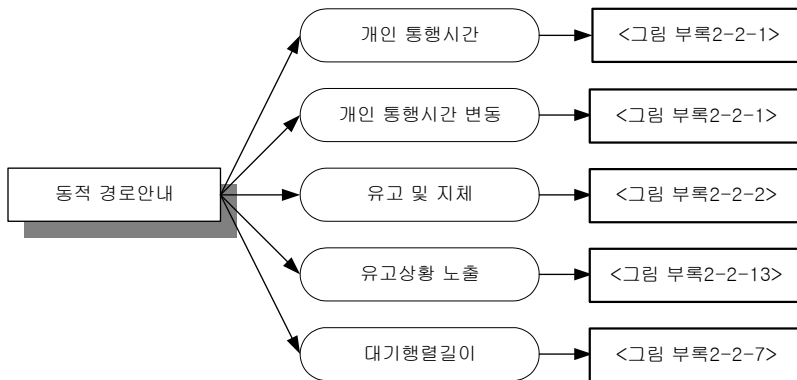 개인 통행시간
<그림 부록2-2-1>
개인 통행시간 변동
<그림 부록2-2-1>
동적 경로안내
유고 및 지체
<그림 부록2-2-2>
유고상황 노출
<그림 부록2-2-13>
대기행렬길이
<그림 부록2-2-7>